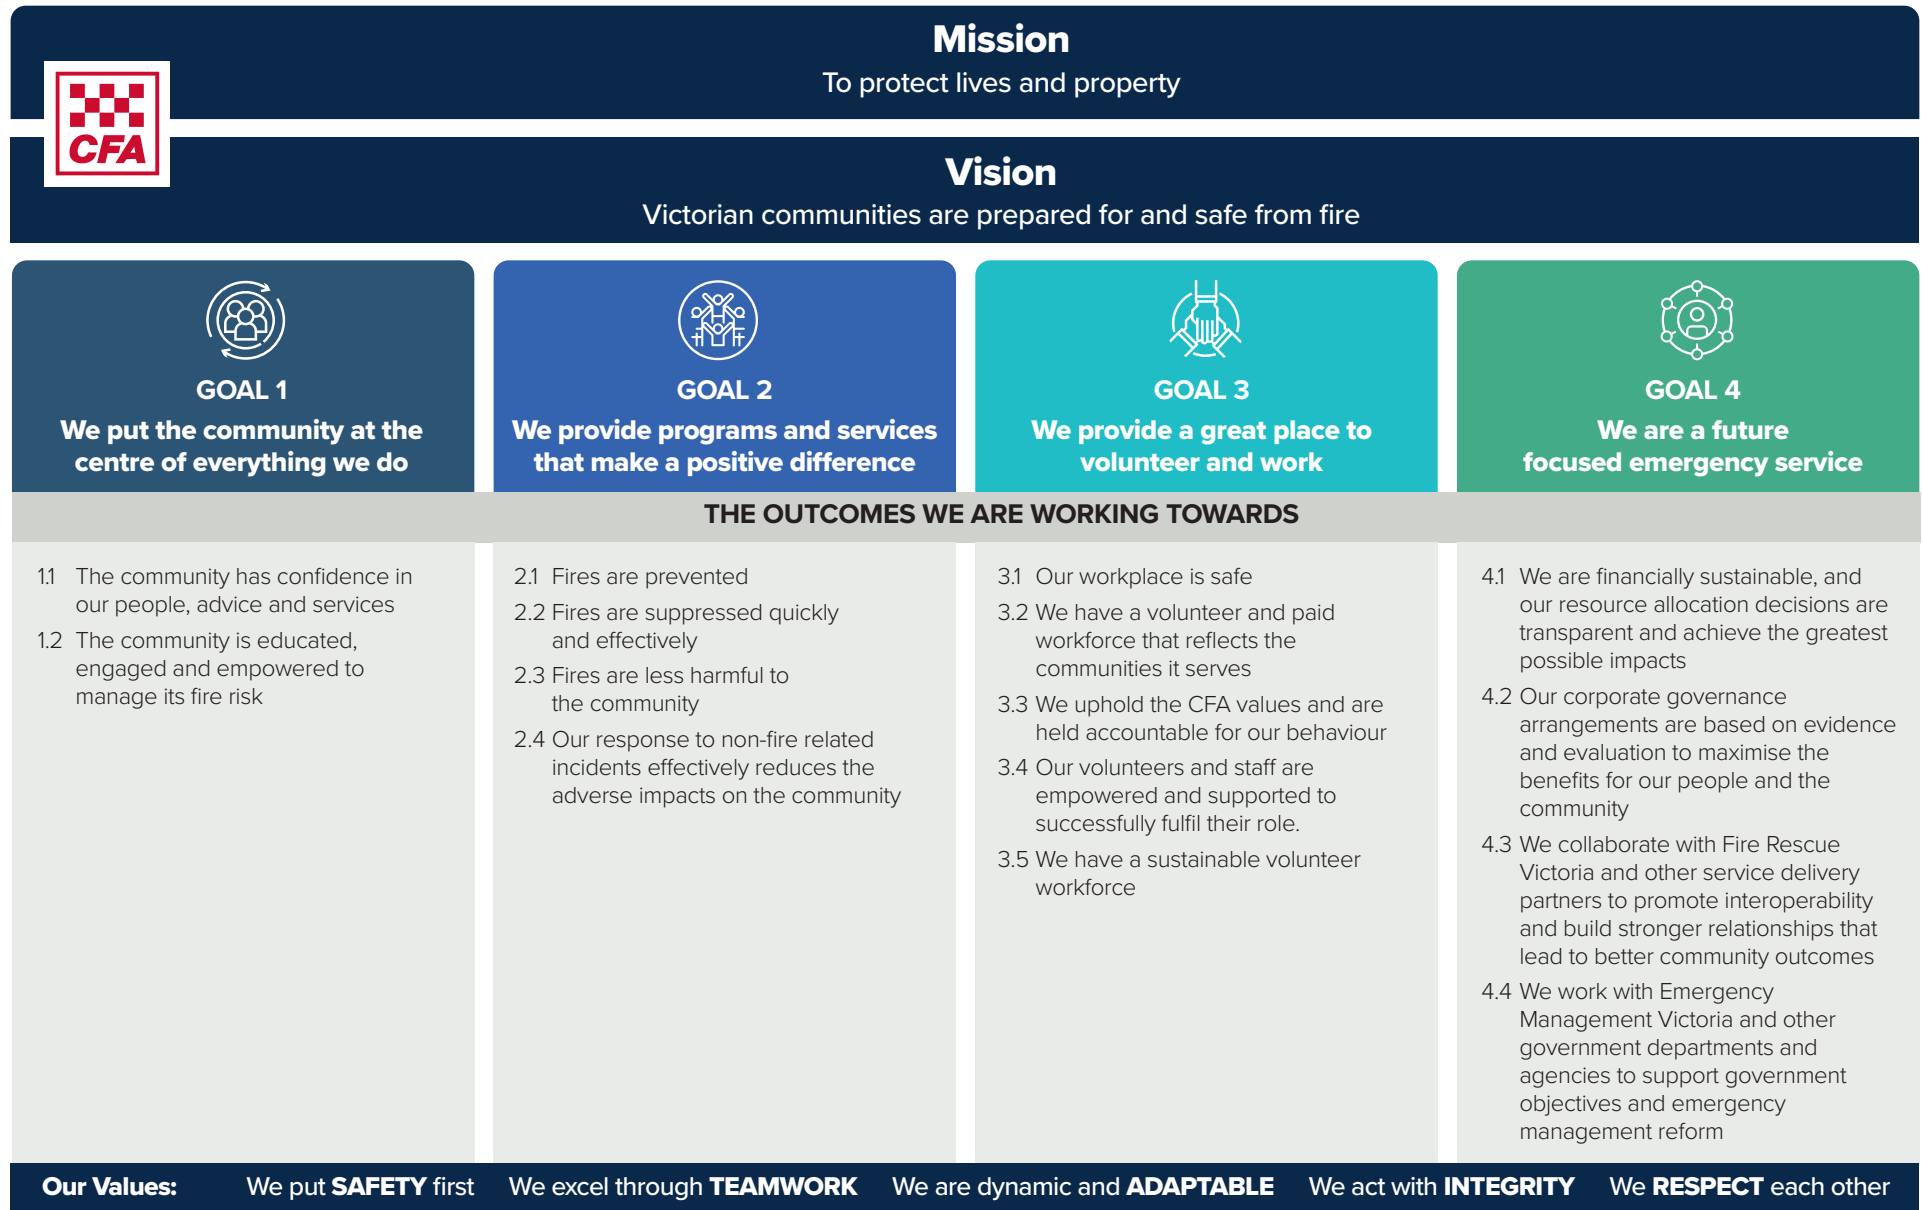 Mission
To protect lives and property
CFA
Vision
Victorian communities are prepared for and safe from fire
GOAL 1
We put the community at the
centre of everything we do
GOAL 2
We provide programs and services
that make a positive difference
GOAL 3
We provide a great place to
volunteer and work
GOAL 4
We are a future
focused emergency service
THE OUTCOMES WE ARE WORKING TOWARDS
1.1 The community has confidence in
our people, advice and services
1.2 The community is educated,
engaged and empowered to
manage its fire risk
2.1 Fires are prevented
2.2 Fires are suppressed quickly
and effectively
2.3 Fires are less harmful to
the community
2.4 Our response to non-fire related
incidents effectively reduces the
adverse impacts on the community
3.1 Our workplace is safe
3.2 We have a volunteer and paid
workforce that reflects the
communities it serves
3.3 We uphold the CFA values and are
held accountable for our behaviour
3.4 Our volunteers and staff are
empowered and supported to
successfully fulfil their role.
3.5 We have a sustainable volunteer
workforce
4.1 We are financially sustainable, and
our resource allocation decisions are
transparent and achieve the greatest
possible impacts
4.2 Our corporate governance
arrangements are based on evidence
and evaluation to maximise the
benefits for our people and the
community
4.3 We collaborate with Fire Rescue
Victoria and other service delivery
partners to promote interoperability
and build stronger relationships that
lead to better community outcomes
4.4 We work with Emergency
Management Victoria and other
government departments and
agencies to support government
objectives and emergency
management reform
Our Values: We put SAFETY first We excel through TEAMWORK We are dynamic and ADAPTABLE We act with INTEGRITY We RESPECT each other